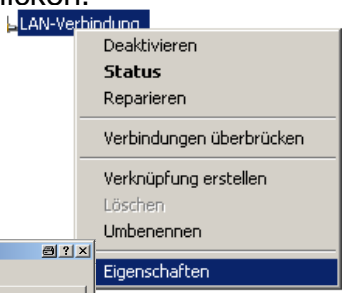 LAN-Verbindung
Deaktivieren
Status
Reparieren
Verbindungen überbrücken
Verknüpfung erstellen
Löschen
Umbenennen
Eigenschaften